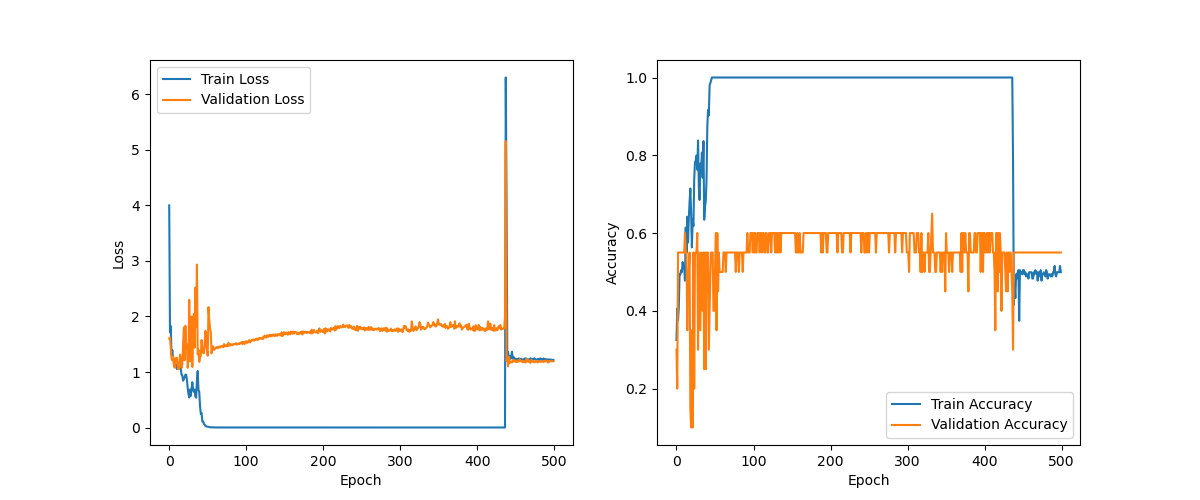 Train Loss
Validation Loss
6
5
4
3
2
1
0
Loss
0 100 200 300 400 500
Epoch
1.0
0.8
0.6
0.4
0.2
Accuracy
Train Accuracy
Validation Accuracy
0 100 200 300 400 500
Epoch